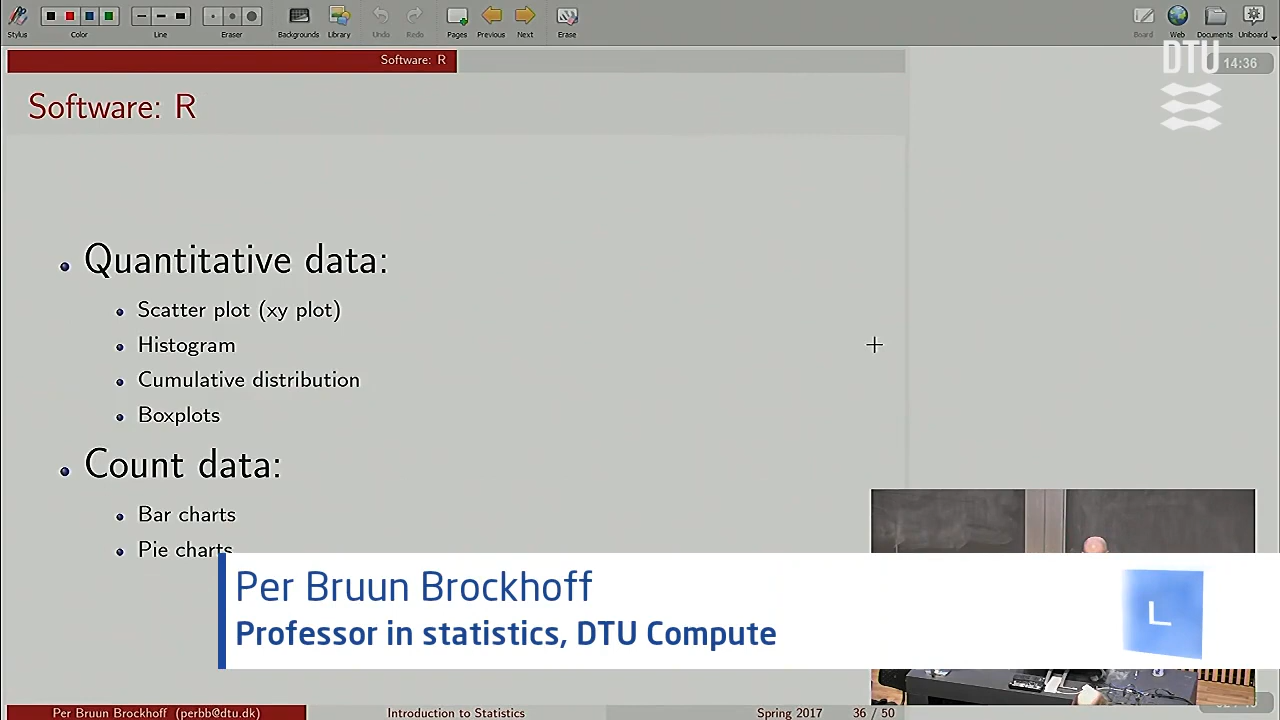 Stylus
Color
Line
Eraser
Backgrounds
Library
Undo
Redo
Pages
Previous
Next
Erase
Board
Web
Documents
Uniboard
Software: R
DTU
14:36
Software: R
Quantitative data:
Scatter plot (xy plot)
Histogram
Cumulative distribution
Boxplots
Count data:
Bar charts
Pie charts
Per Bruun Brockhoff
Professor in statistics, DTU Compute
L
Per Bruun Brockhoff (perbb@dtu.dk)
Introduction to Statistics
Spring 2017
36 / 50